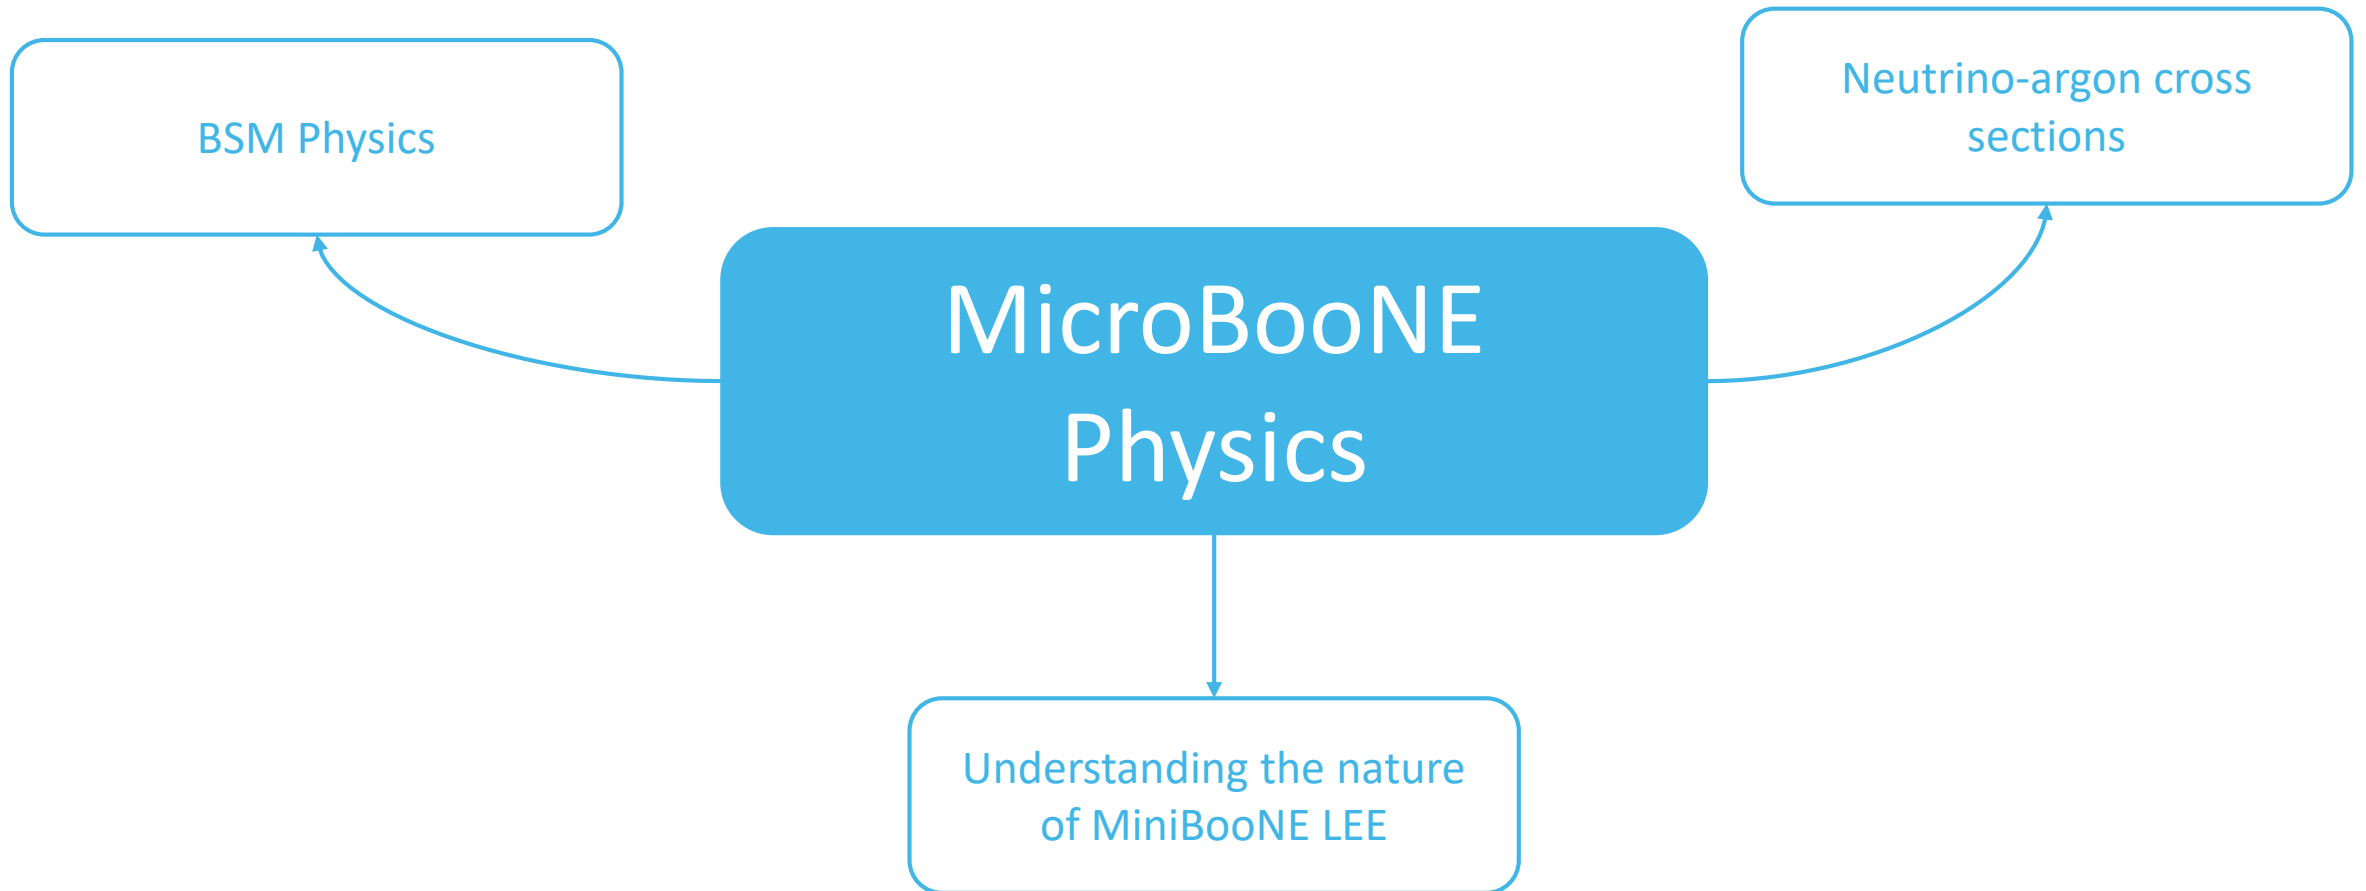 BSM Physics
Neutrino-argon cross
sections
MicroBooNE
Physics
Understanding the nature
of MiniBooNE LEE